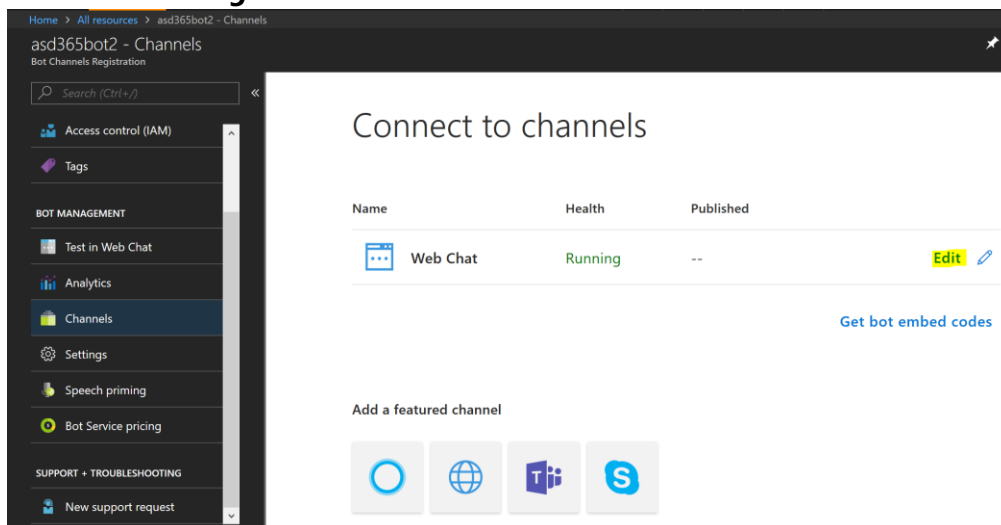 Home > All resources > asd365bot2 - Channels
asd365bot2 - Channels
Bot Channels Registration
Search (Ctrl+/)
«
Access control (IAM)
Tags
BOT MANAGEMENT
Test in Web Chat
Analytics
Channels
Settings
Speech priming
Bot Service pricing
SUPPORT + TROUBLESHOOTING
New support request
Connect to channels
Name Health Published
Web Chat Running -- Edit
Get bot embed codes
Add a featured channel